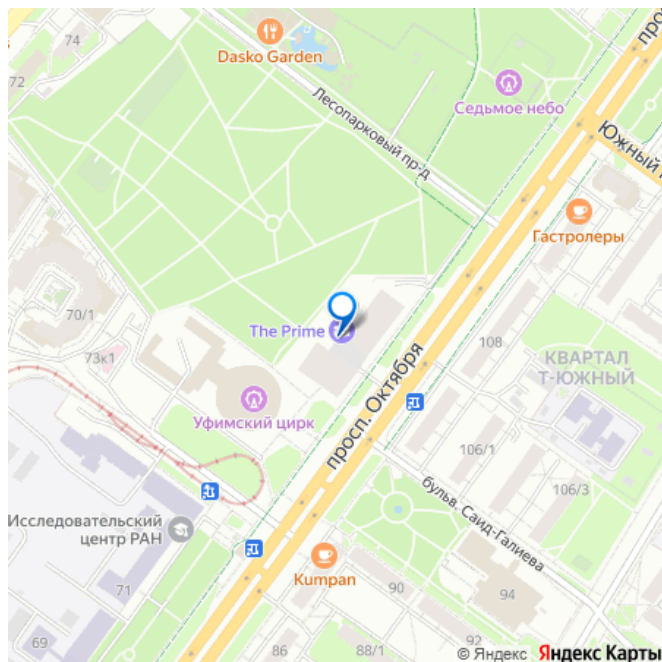 74
72
Dasko Garden
Лесопарковый пр-д
Седьмое небо
Южный
Гастролеры
70/1
73к1
The Prime
Уфимский цирк
просп. Октября
108
КВАРТАЛ
Т-ЮЖНЫЙ
106/1
106/3
бульв. Саид-Галиева
Исследовательский
центр РАН
Kumpan
71
69
90
94
86
88/1
92
© Яндекс Яндекс Карты